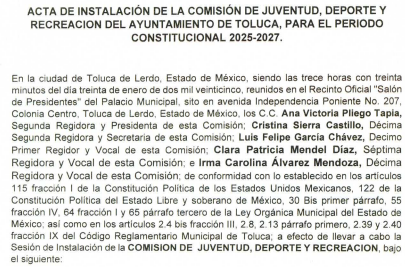 ACTA DE INSTALACIÓN DE LA COMISIÓN DE JUVENTUD, DEPORTE Y
RECREACION DEL AYUNTAMIENTO DE TOLUCA, PARA EL PERIODO
CONSTITUCIONAL 2025-2027.
En la ciudad de Toluca de Lerdo, Estado de México, siendo las trece horas con treinta
minutos del día treinta de enero de dos mil veinticinco, reunidos en el Recinto Oficial "Salón
de Presidentes" del Palacio Municipal, sito en avenida Independencia Poniente No. 207,
Colonia Centro, Toluca de Lerdo, Estado de México, los C.C. Ana Victoria Pliego Tapia,
Segunda Regidora y Presidenta de esta Comisión; Cristina Sierra Castillo, Décima
Segunda Regidora y Secretaria de esta Comisión; Luis Felipe García Chávez, Decimo
Primer Regidor y Vocal de esta Comisión; Clara Patricia Mendel Díaz, Séptima
Regidora y Vocal de esta Comisión; e Irma Carolina Álvarez Mendoza, Décima
Regidora y Vocal de esta Comisión; de conformidad con lo establecido en los artículos
115 fracción I de la Constitución Política de los Estados Unidos Mexicanos, 122 de la
Constitución Política del Estado Libre y soberano de México, 30 Bis primer párrafo, 55
fracción IV, 64 fracción I y 65 párrafo tercero de la Ley Orgánica Municipal del Estado de
México; así como en los artículos 2.4 bis fracción III, 2.8, 2.13 párrafo primero, 2.39 y 2.40
fracción IX del Código Reglamentario Municipal de Toluca; a efecto de llevar a cabo la
Sesión de Instalación de la COMISION DE JUVENTUD, DEPORTE Y RECREACION, bajo
el siguiente: